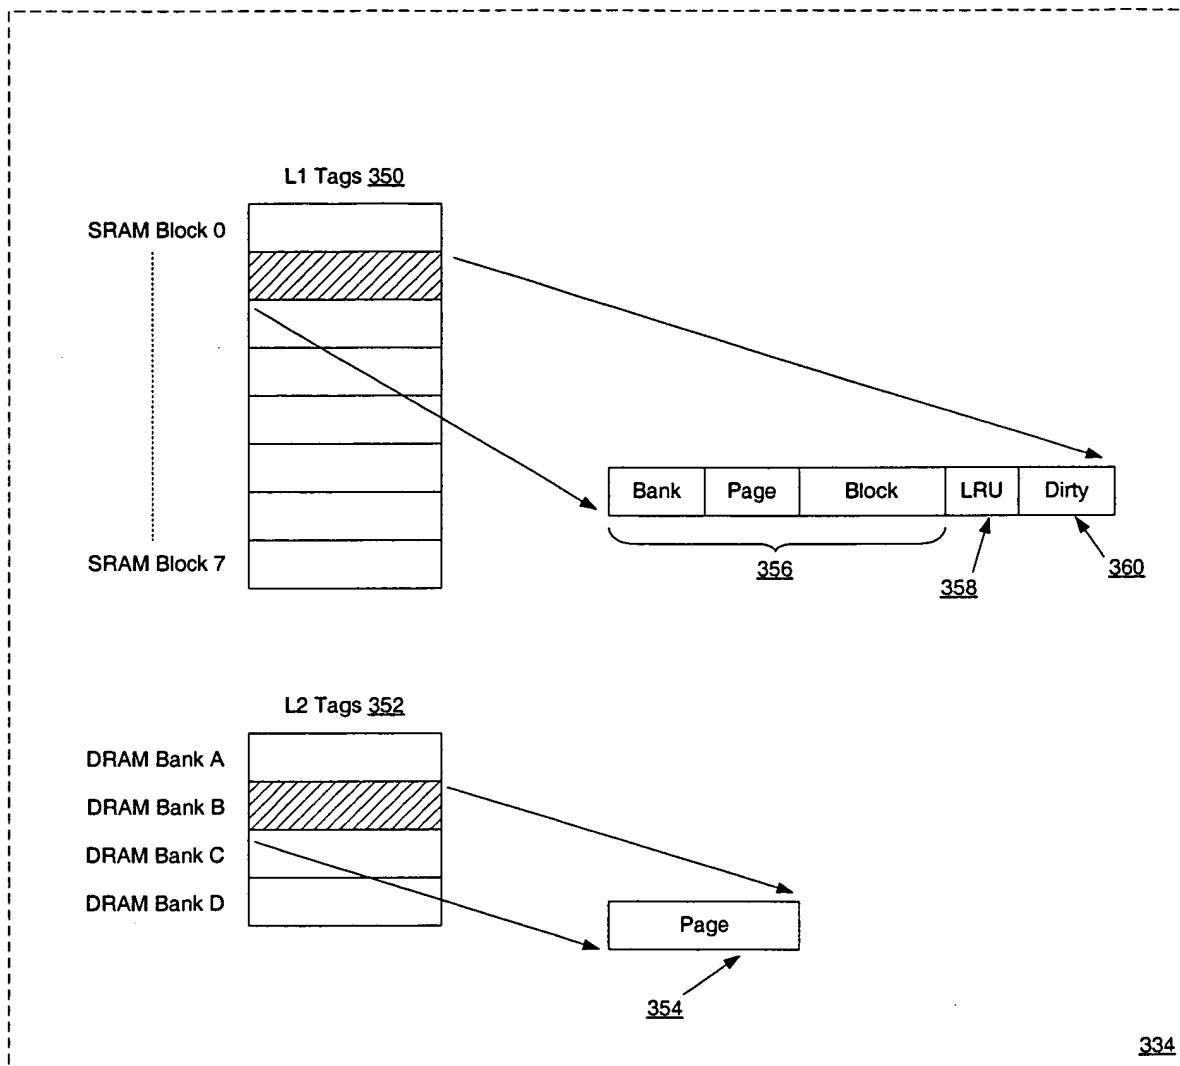 L1 Tags 350
SRAM Block 0
Bank Page Block LRU Dirty
SRAM Block 7
356
358
360
L2 Tags 352
DRAM Bank A
DRAM Bank B
DRAM Bank C
DRAM Bank D
Page
354
334